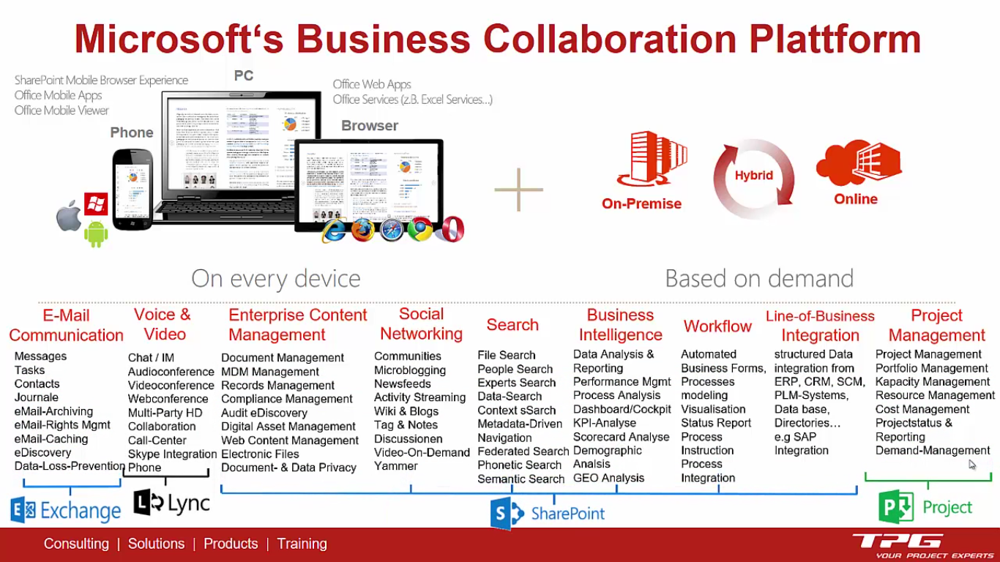 Microsoft‘s Business Collaboration Plattform
SharePoint Mobile Browser Experience
Office Mobile Apps
Office Mobile Viewer
PC
Office Web Apps
Office Services (z.B. Excel Services...)
Phone
Browser
On-Premise
Hybrid
Online
On every device
Based on demand
E-Mail
Communication
Messages
Tasks
Contacts
Journale
eMail-Archiving
eMail-Rights Mgmt
eMail-Caching
eDiscovery
Data-Loss-Prevention
Voice &
Video
Chat / IM
Audioconference
Videoconference
Webconference
Multi-Party HD
Collaboration
Call-Center
Skype Integration
Phone
Enterprise Content
Management
Document Management
MDM Management
Records Management
Compliance Management
Audit eDiscovery
Digital Asset Management
Web Content Management
Electronic Files
Document- & Data Privacy
Social
Networking
Communities
Microblogging
Newsfeeds
Activity Streaming
Wiki & Blogs
Tag & Notes
Discussionen
Video-On-Demand
Yammer
Search
File Search
People Search
Experts Search
Data-Search
Context sSarch
Metadata-Driven
Navigation
Federated Search
Phonetic Search
Semantic Search
Business
Intelligence
Data Analysis &
Reporting
Performance Mgmt
Process Analysis
Dashboard/Cockpit
KPI-Analyse
Scorecard Analyse
Demographic
Analsis
GEO Analysis
Workflow
Automated
Business Forms,
Processes
modeling
Visualisation
Status Report
Process
Instruction
Process
Integration
Line-of-Business
Integration
structured Data
integration from
ERP, CRM, SCM,
PLM-Systems,
Data base,
Directories...
e.g SAP
Integration
Project
Management
Project Management
Portfolio Management
Kapacity Management
Resource Management
Cost Management
Projectstatus &
Reporting
Demand-Management
Exchange
Lync
SharePoint
Project
Consulting | Solutions | Products | Training
TPG
YOUR PROJECT EXPERTS